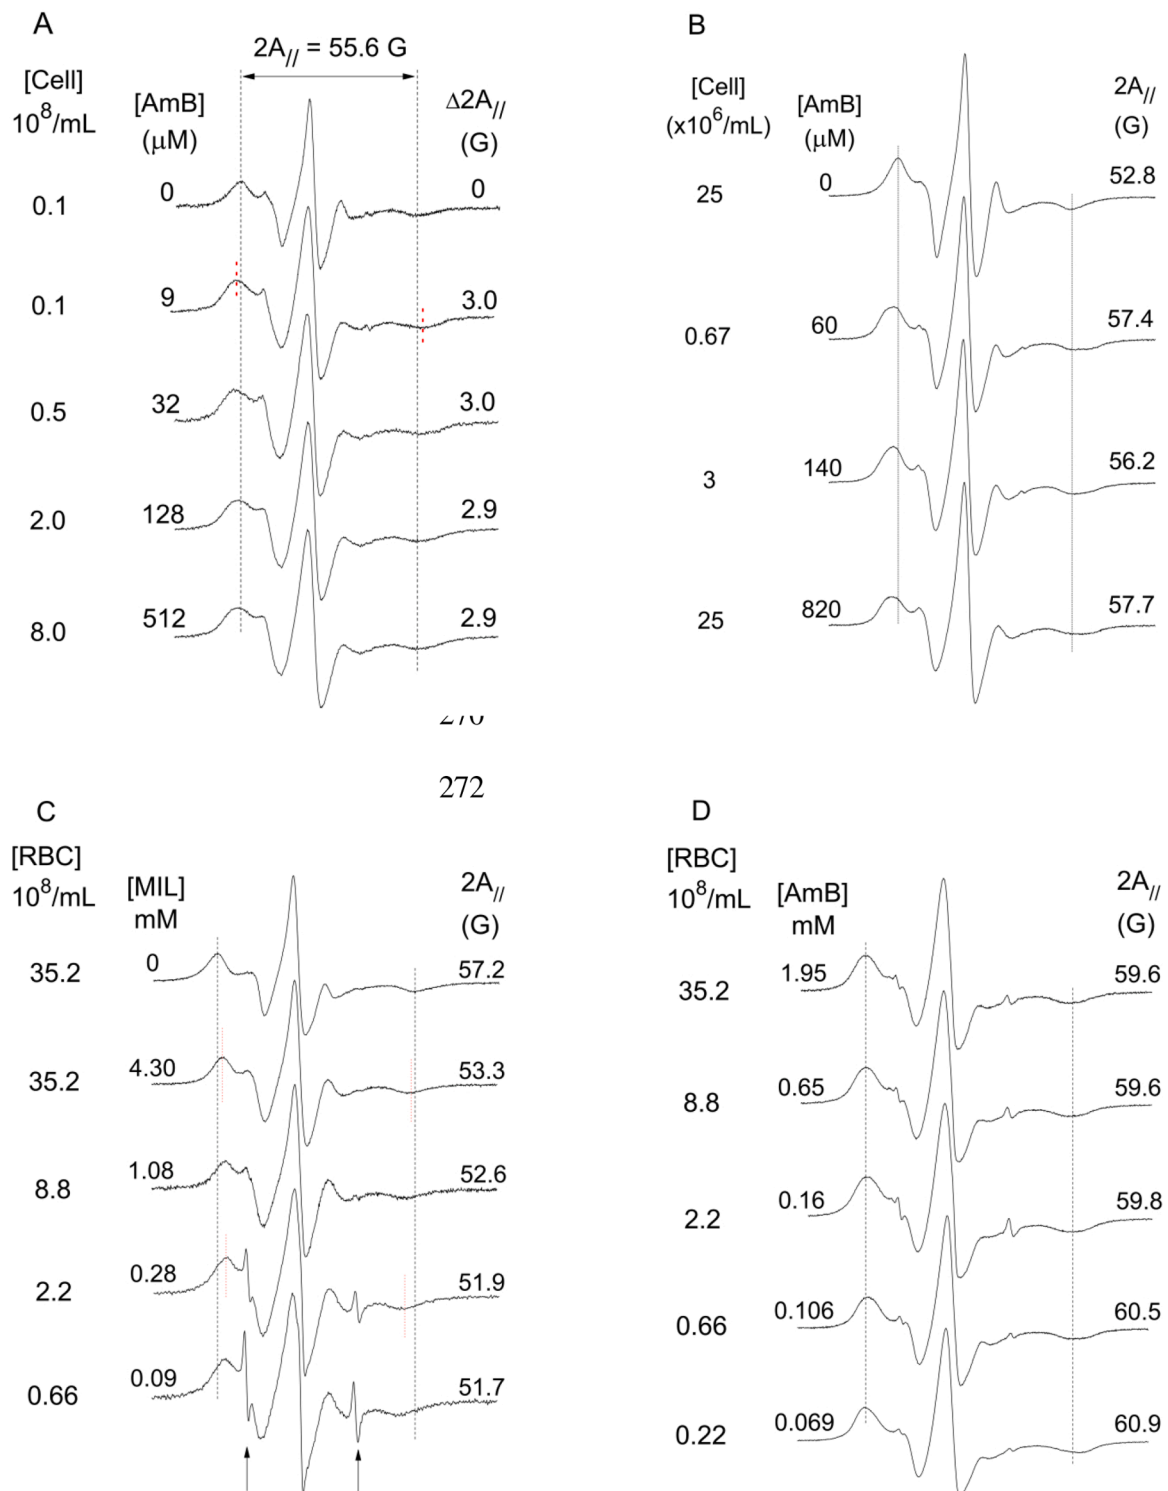 A
2A// = 55.6 G
[Cell]
10^8/mL
[AmB]
(μM)
Δ2A//
(G)
0.1 0 0
0.1 9 3.0
0.5 32 3.0
2.0 128 2.9
8.0 512 2.9
B
[Cell]
(x10^6/mL)
[AmB]
(μM)
2A//
(G)
25 0 52.8
0.67 60 57.4
3 140 56.2
25 820 57.7
272
C
[RBC]
10^8/mL
[MIL]
mM
2A//
(G)
35.2 0 57.2
35.2 4.30 53.3
8.8 1.08 52.6
2.2 0.28 51.9
0.66 0.09 51.7
D
[RBC]
10^8/mL
[AmB]
mM
2A//
(G)
35.2 1.95 59.6
8.8 0.65 59.6
2.2 0.16 59.8
0.66 0.106 60.5
0.22 0.069 60.9